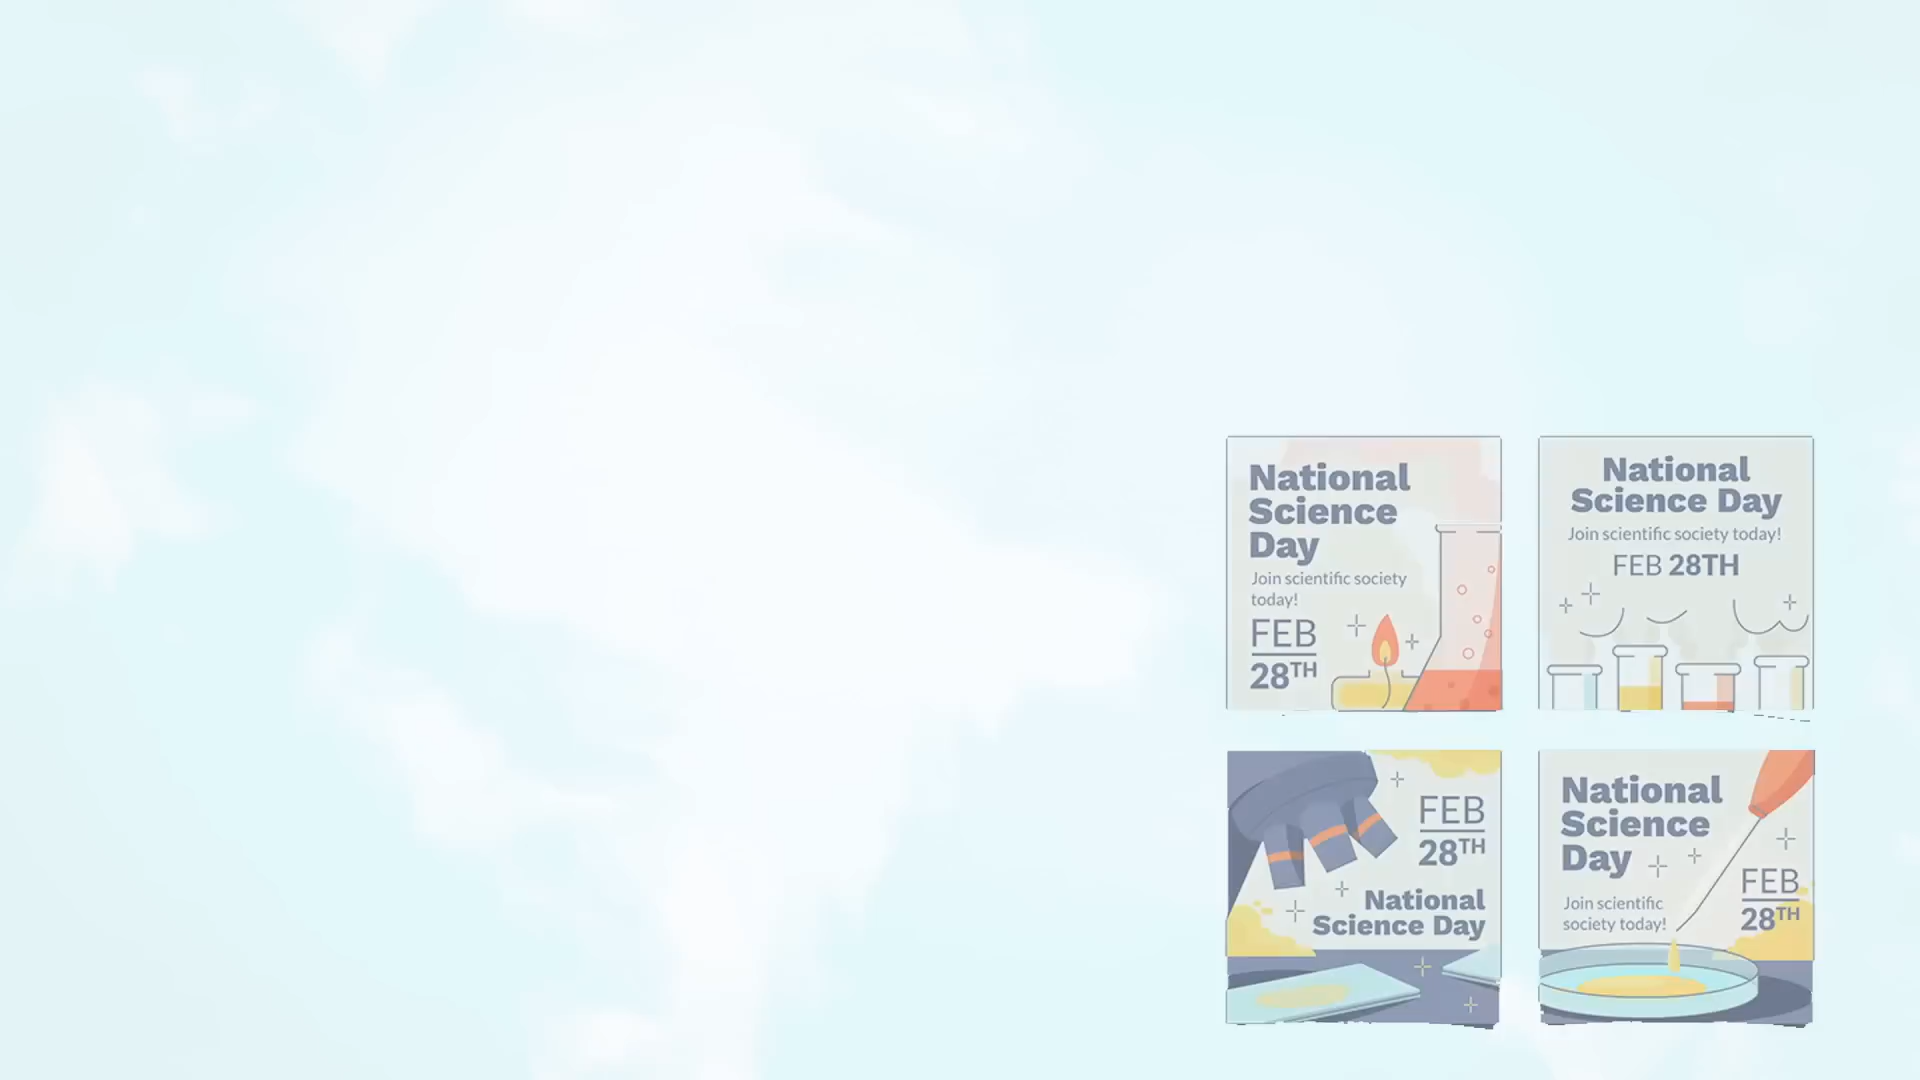 National
Science
Day
Join scientific society
today!
FEB
28TH
National
Science Day
Join scientific society today!
FEB 28TH
FEB
28TH
National
Science Day
National
Science
Day
Join scientific
society today!
FEB
28TH